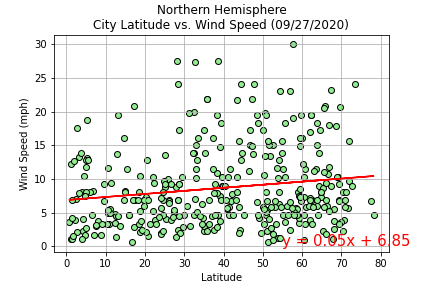 Northern Hemisphere
City Latitude vs. Wind Speed (09/27/2020)
30
25
20
15
10
5
0
Wind Speed (mph)
y = 0.05x + 6.85
0 10 20 30 40 50 60 70 80
Latitude